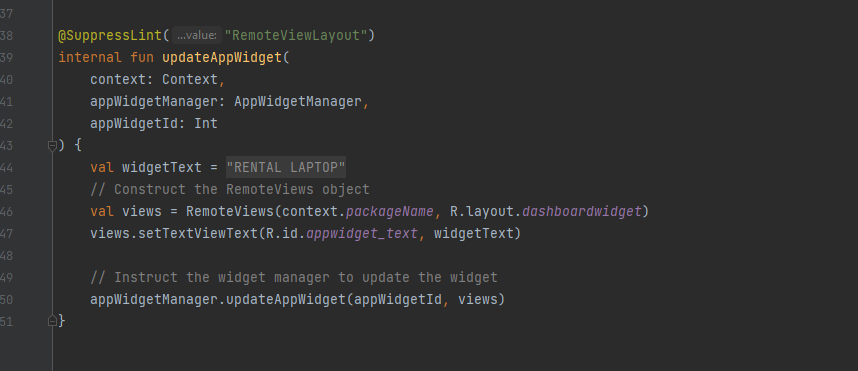 37
38 @SuppressLint( ...value: "RemoteViewLayout")
39 internal fun updateAppWidget(
40 context: Context,
41 appWidgetManager: AppWidgetManager,
42 appWidgetId: Int
43 ) {
44 val widgetText = "RENTAL LAPTOP"
45 // Construct the RemoteViews object
46 val views = RemoteViews(context.packageName, R.layout.dashboardwidget)
47 views.setTextViewText(R.id.appwidget_text, widgetText)
48
49 // Instruct the widget manager to update the widget
50 appWidgetManager.updateAppWidget(appWidgetId, views)
51 }